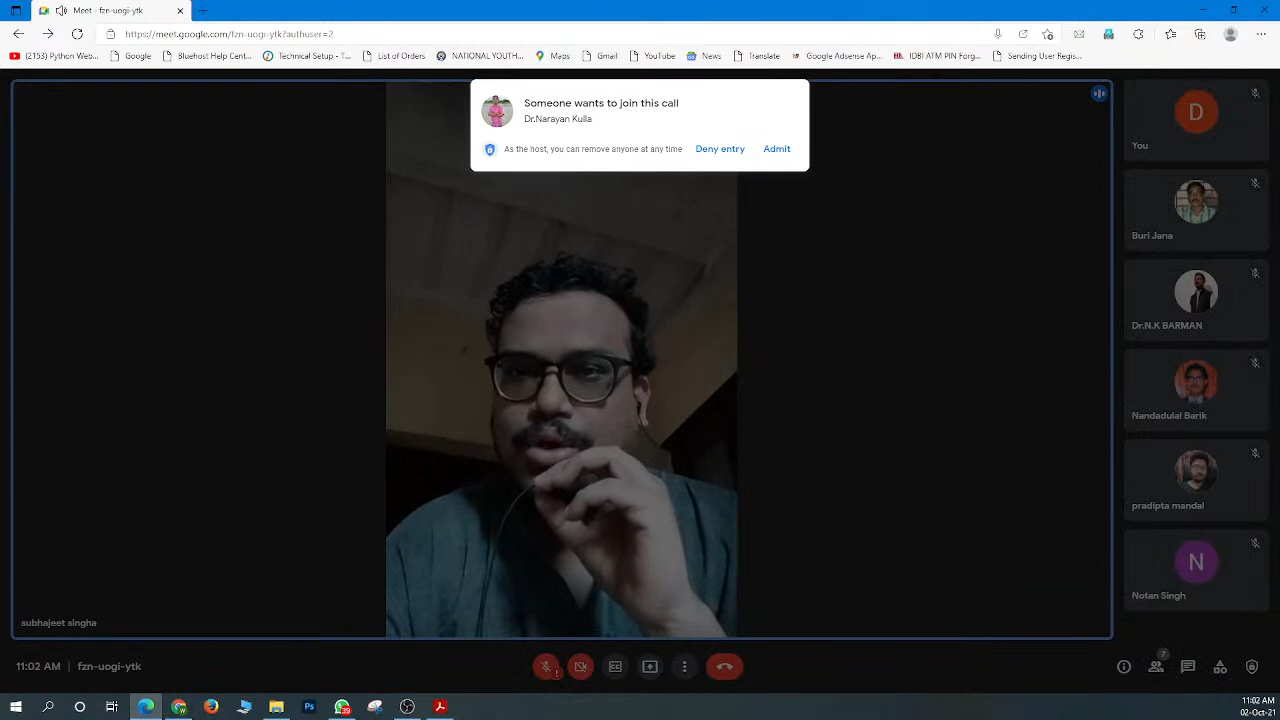 Meet - fzn-uogi-ytk
https://meet.google.com/fzn-uogi-ytk?authuser=2
(2153) Python Web...
Google
Bluehost Help Cent...
Technical Setup - T...
List of Orders
NATIONAL YOUTH...
Maps
Gmail
YouTube
News
Translate
Google Adsense Ap...
IDBI ATM PIN Forg...
Sending User Regis...
Someone wants to join this call
Dr.Narayan Kuila
As the host, you can remove anyone at any time
Deny entry
Admit
D
You
Buri Jana
Dr.N.K BARMAN
Nandadulal Barik
pradipta mandal
N
Notan Singh
subhajeet singha
11:02 AM | fzn-uogi-ytk
7
39
11:02 AM
02-Oct-21